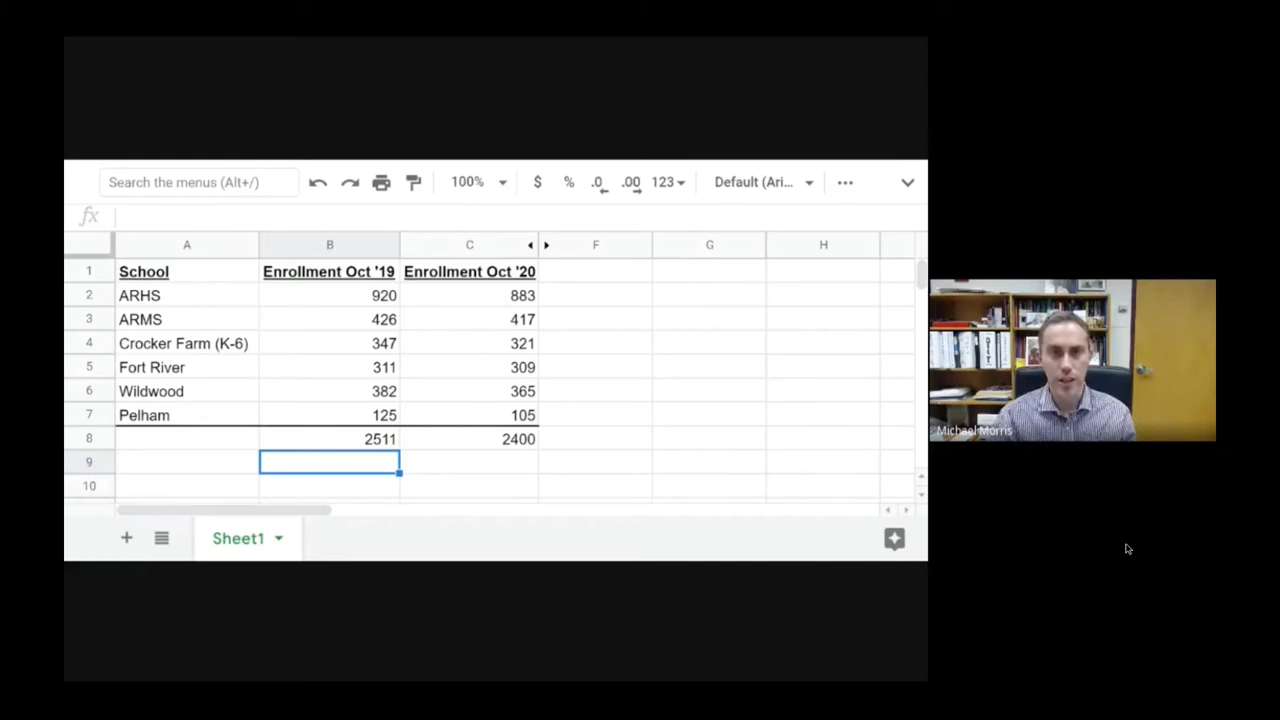 Search the menus (Alt+/) 100% $ % .0 .00 123 Default (Ari... ...
fx
A B C F G H
1 School Enrollment Oct '19 Enrollment Oct '20
2 ARHS 920 883
3 ARMS 426 417
4 Crocker Farm (K-6) 347 321
5 Fort River 311 309
6 Wildwood 382 365
7 Pelham 125 105
8 2511 2400
9
10
+ Sheet1
Michael Morris